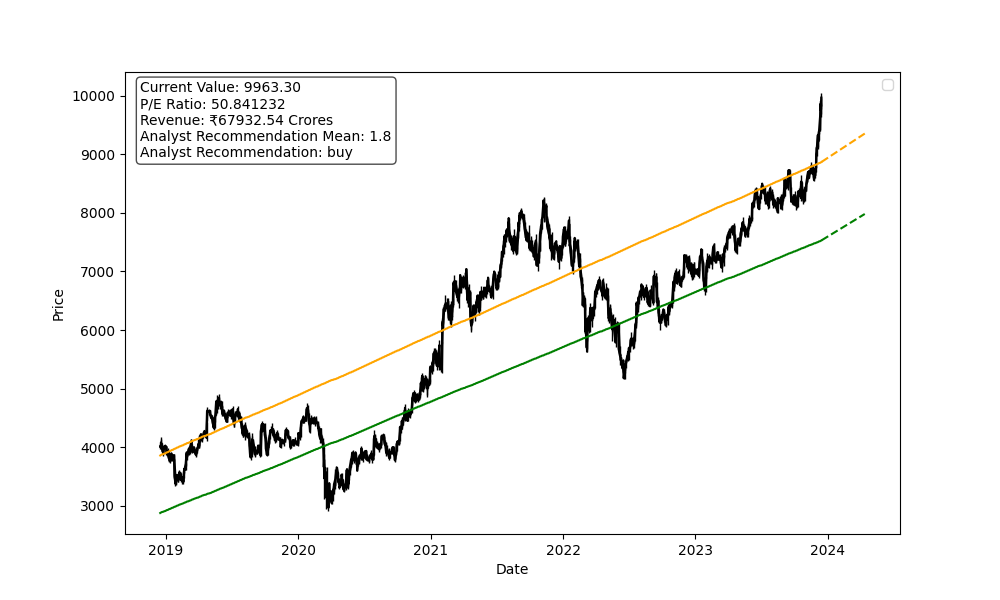 Current Value: 9963.30
P/E Ratio: 50.841232
Revenue: ₹67932.54 Crores
Analyst Recommendation Mean: 1.8
Analyst Recommendation: buy
10000
9000
8000
7000
6000
5000
4000
3000
Price
2019 2020 2021 2022 2023 2024
Date